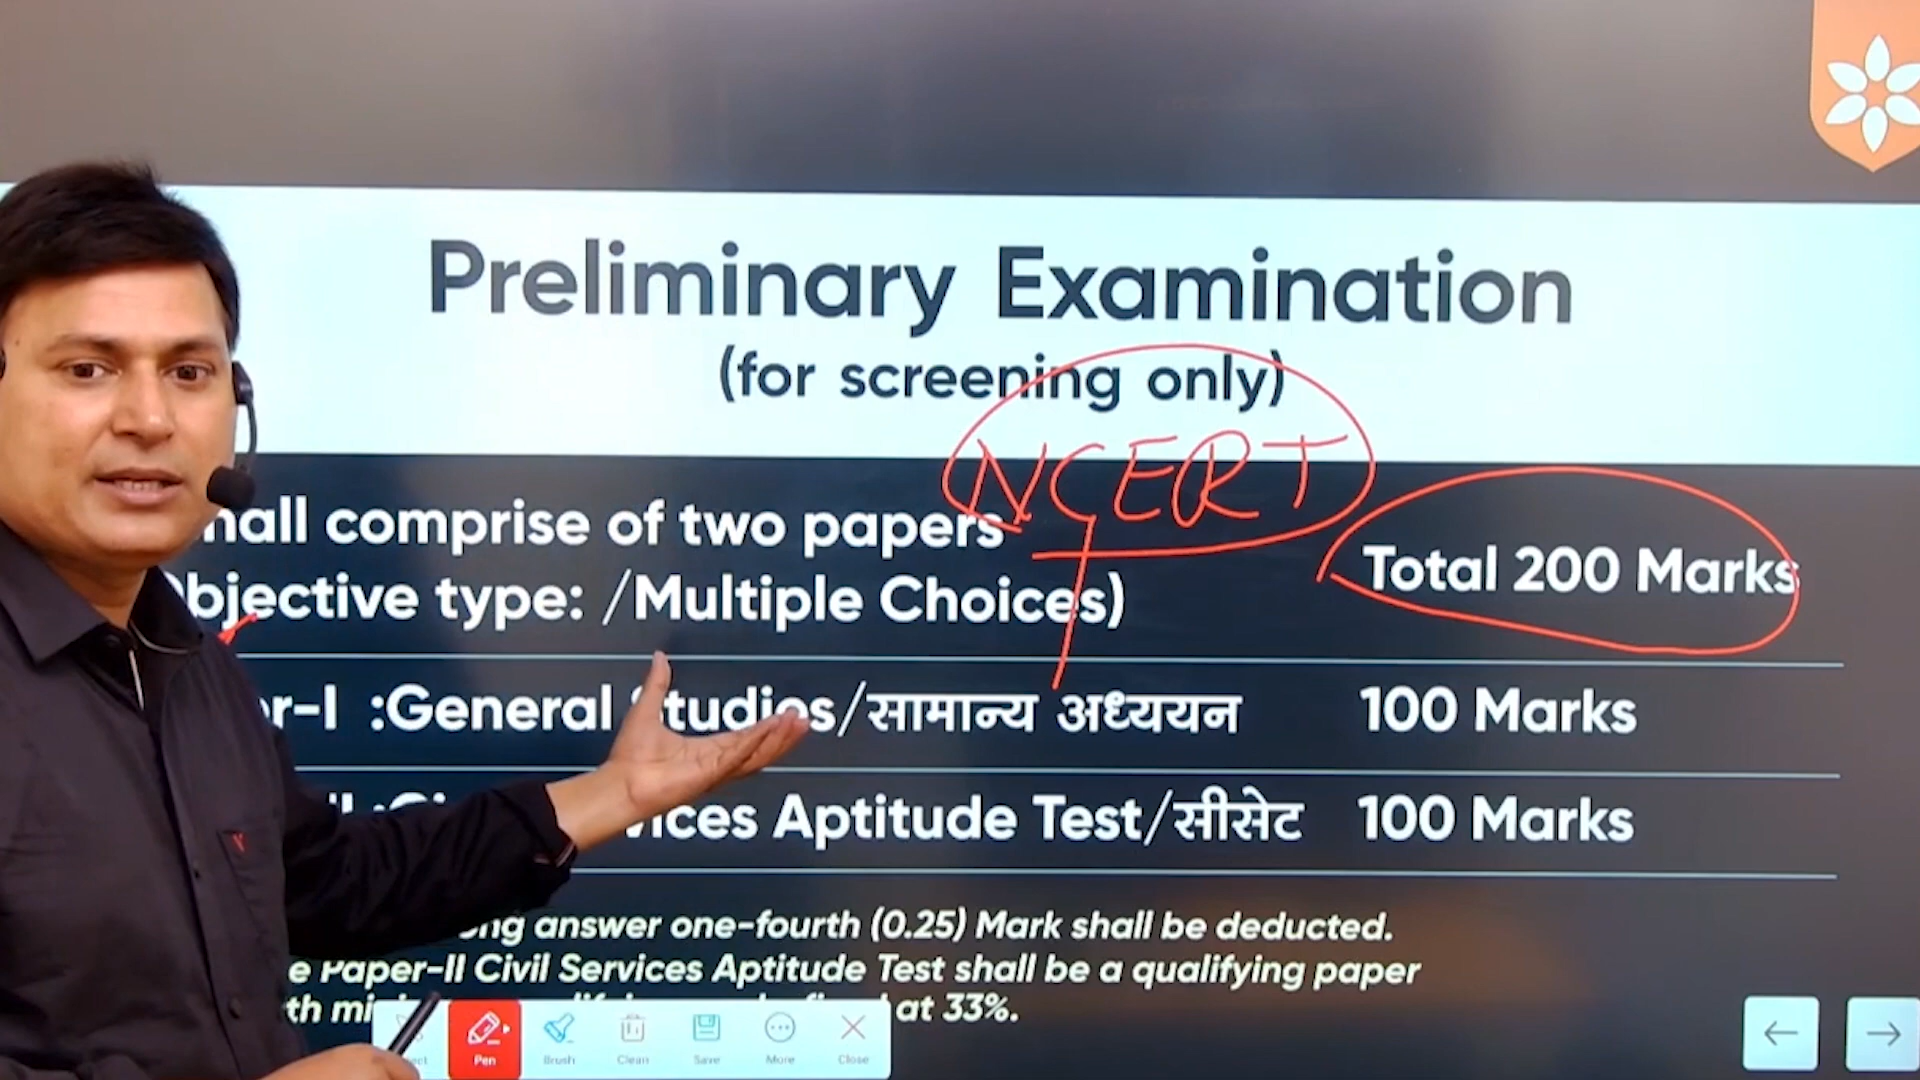 Preliminary Examination
(for screening only)
NCERT
comprise of two papers
Total 200 Marks
type: /Multiple Choices)
:General Studies/सामान्य अध्ययन 100 Marks
Aptitude Test/सीसेट 100 Marks
answer one-fourth (0.25) Mark shall be deducted.
Paper-II Civil Services Aptitude Test shall be a qualifying paper
at 33%.
Pen Brush Clean Save More Close